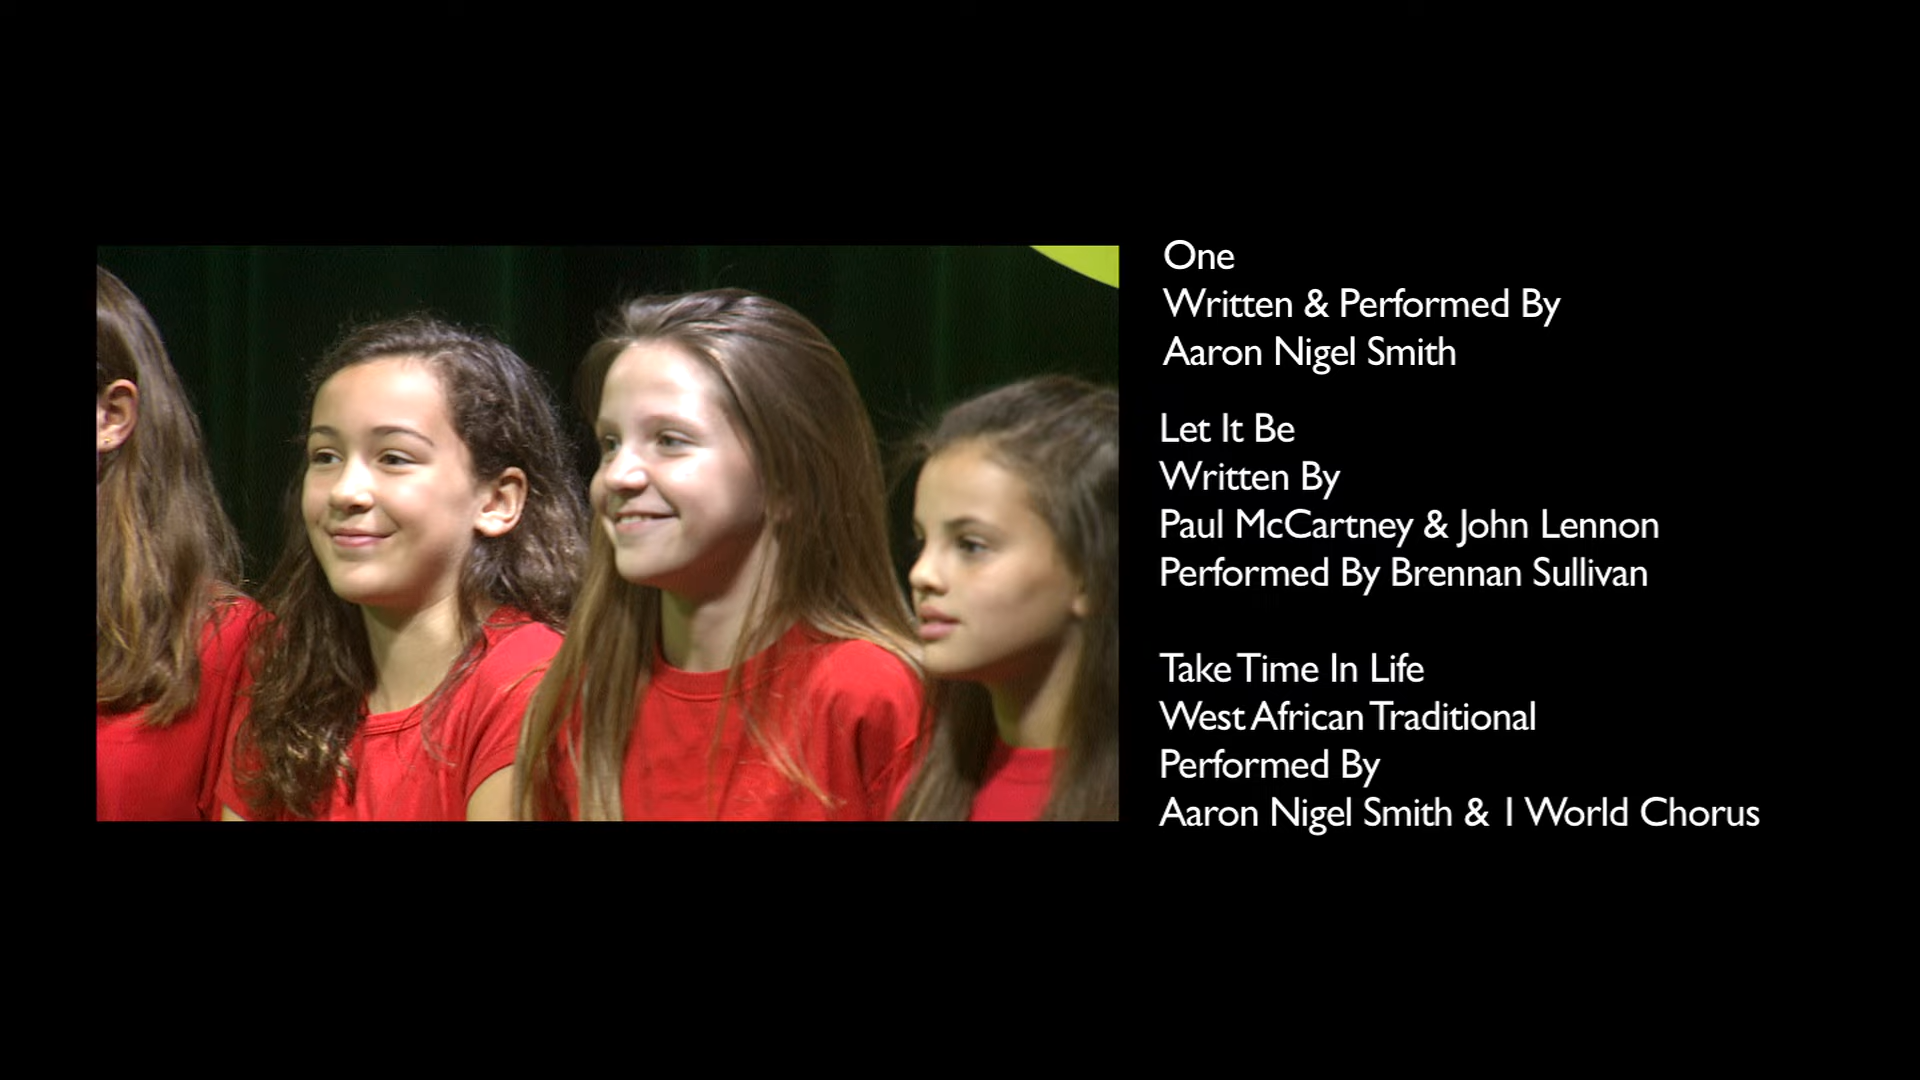 One
Written & Performed By
Aaron Nigel Smith
Let It Be
Written By
Paul McCartney & John Lennon
Performed By Brennan Sullivan
Take Time In Life
West African Traditional
Performed By
Aaron Nigel Smith & 1 World Chorus